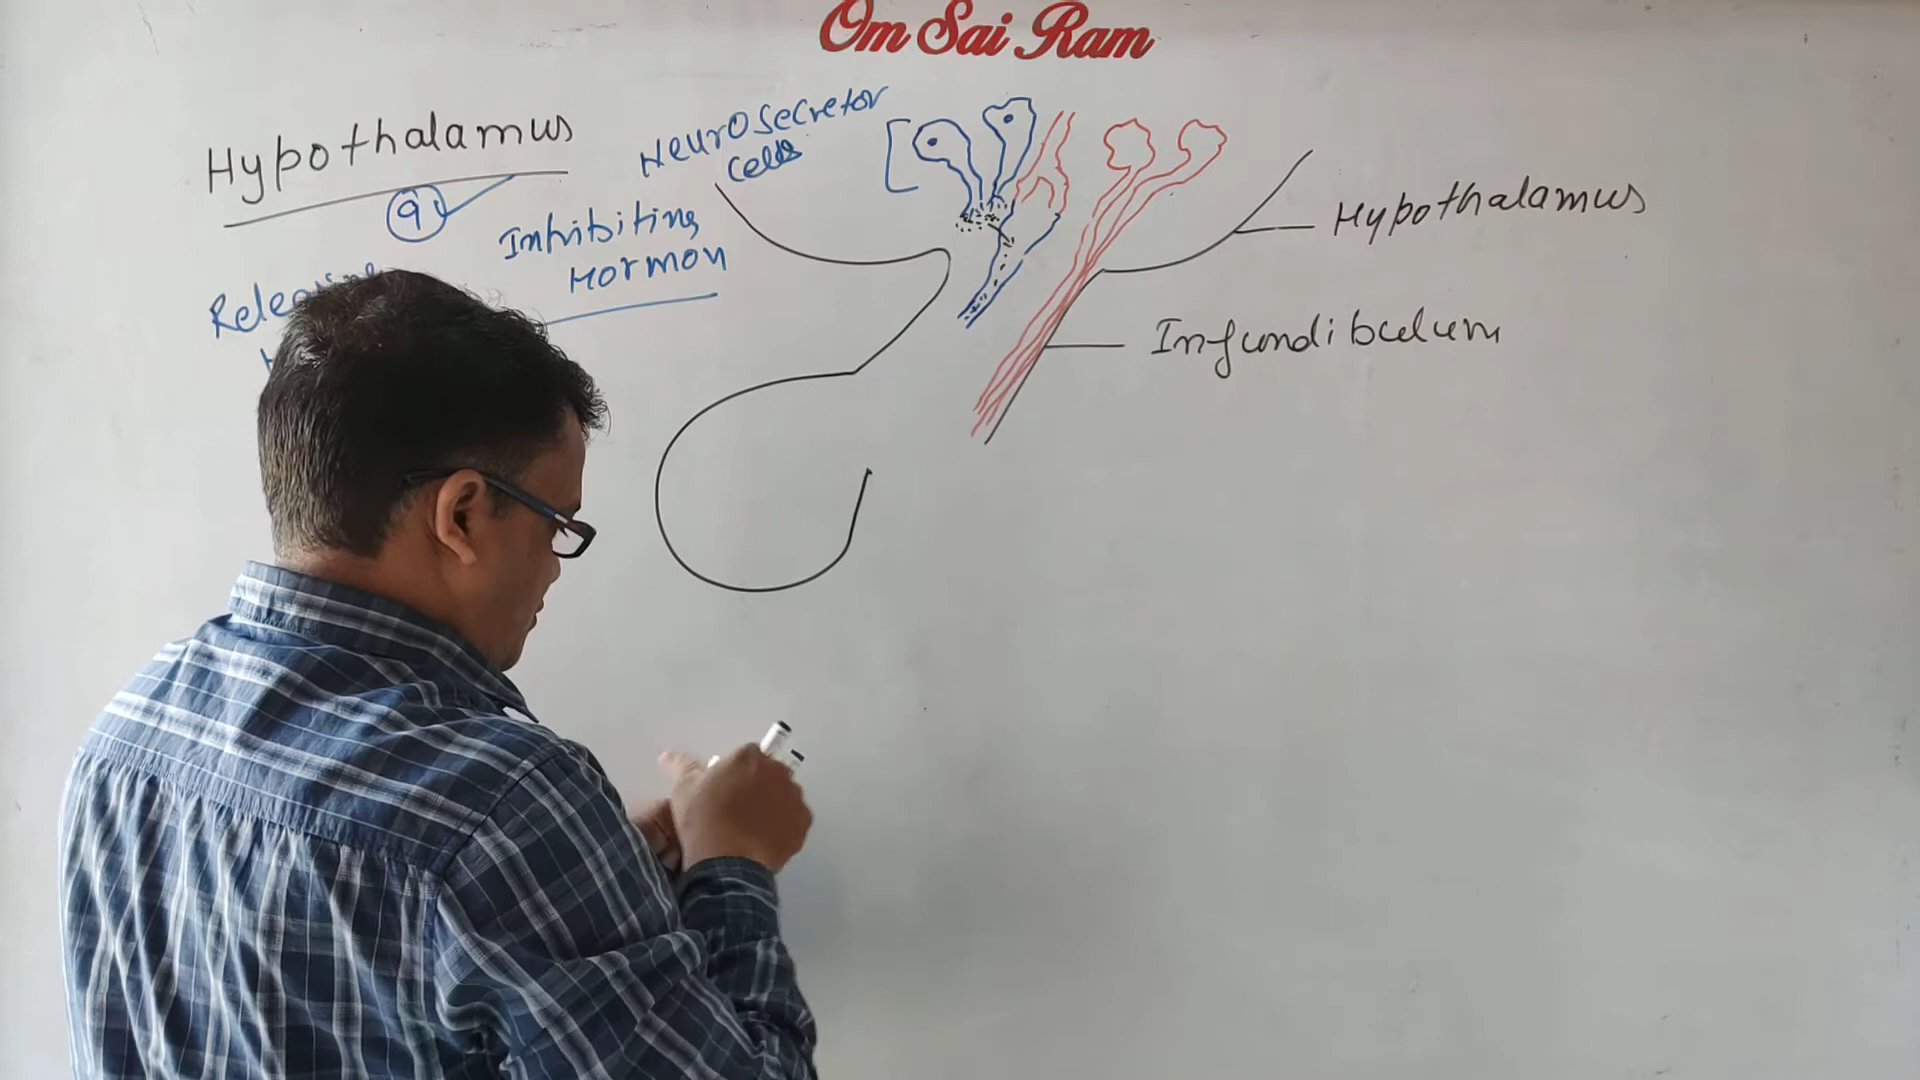 Om Sai Ram
Hypothalamus
9
Neurosecretor
Cells
Inhibiting
Hormon
Hypothalamus
Infundibulum